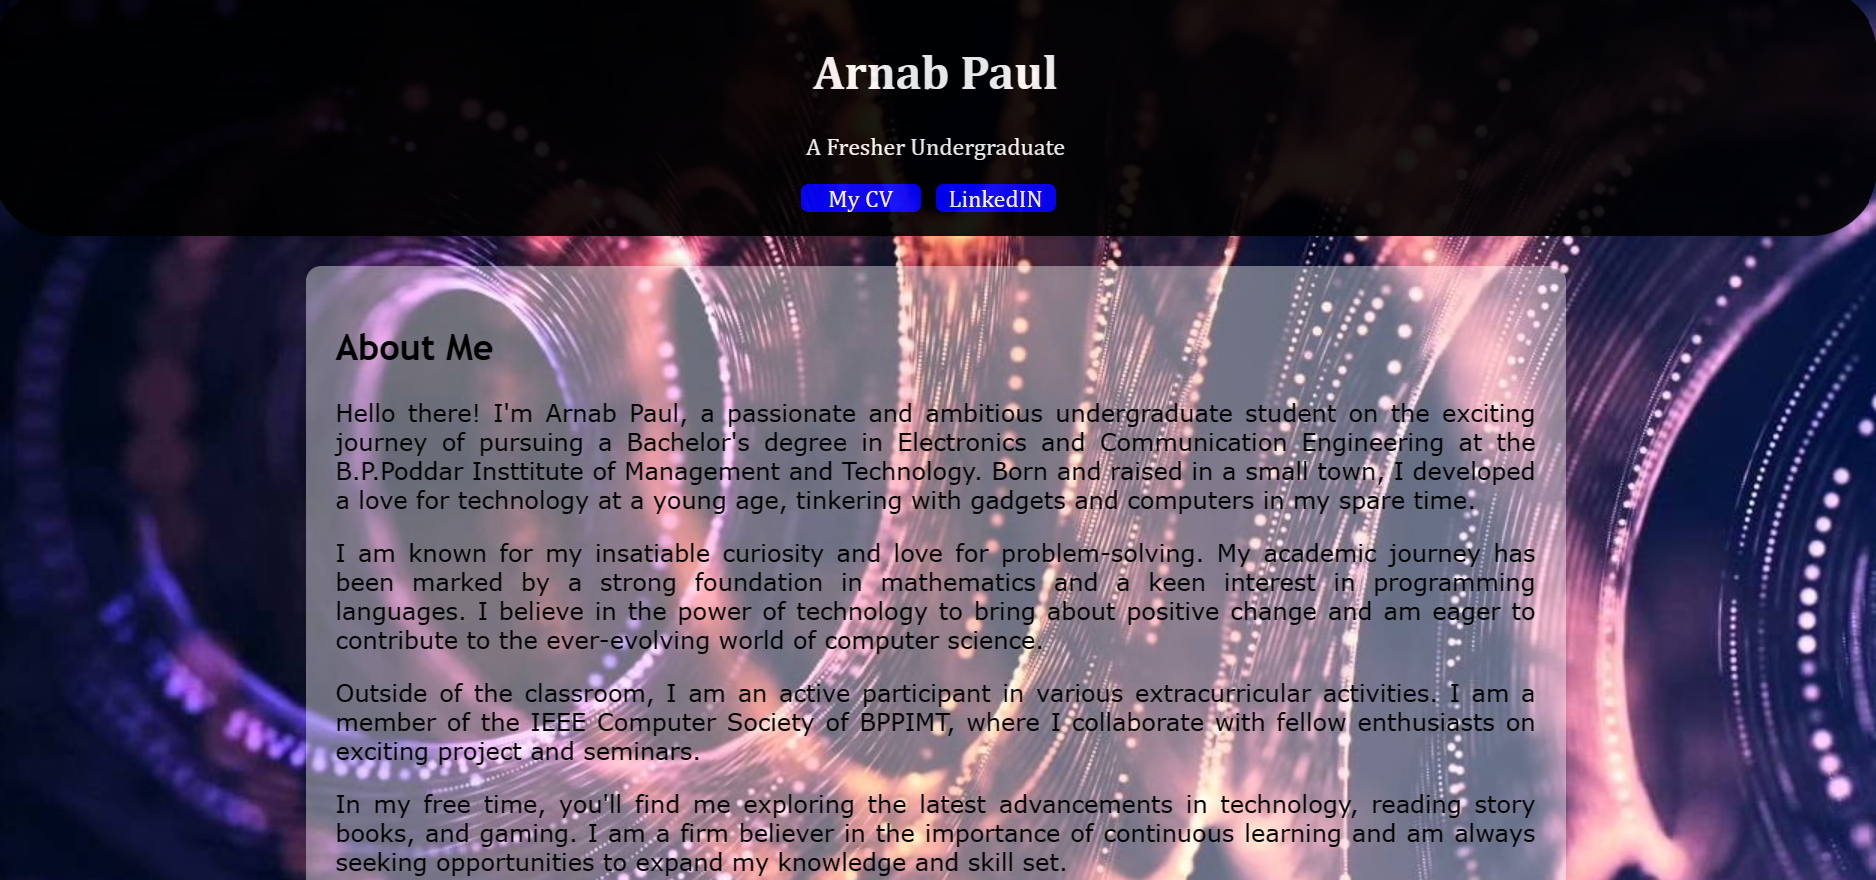 Arnab Paul
A Fresher Undergraduate
My CV LinkedIN
About Me
Hello there! I'm Arnab Paul, a passionate and ambitious undergraduate student on the exciting
journey of pursuing a Bachelor's degree in Electronics and Communication Engineering at the
B.P.Poddar Insttitute of Management and Technology. Born and raised in a small town, I developed
a love for technology at a young age, tinkering with gadgets and computers in my spare time.
I am known for my insatiable curiosity and love for problem-solving. My academic journey has
been marked by a strong foundation in mathematics and a keen interest in programming
languages. I believe in the power of technology to bring about positive change and am eager to
contribute to the ever-evolving world of computer science.
Outside of the classroom, I am an active participant in various extracurricular activities. I am a
member of the IEEE Computer Society of BPPIMT, where I collaborate with fellow enthusiasts on
exciting project and seminars.
In my free time, you'll find me exploring the latest advancements in technology, reading story
books, and gaming. I am a firm believer in the importance of continuous learning and am always
seeking opportunities to expand my knowledge and skill set.